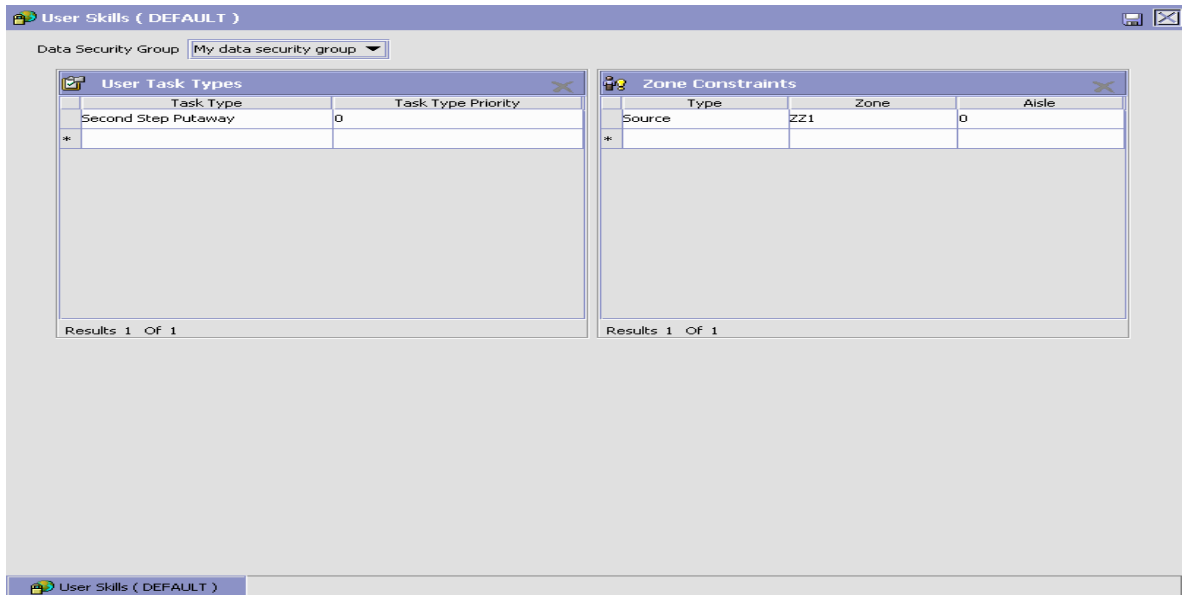 User Skills ( DEFAULT )
Data Security Group My data security group
User Task Types
Task Type Task Type Priority
Second Step Putaway 0
*
Results 1 Of 1
Zone Constraints
Type Zone Aisle
Source ZZ1 0
*
Results 1 Of 1
User Skills ( DEFAULT )